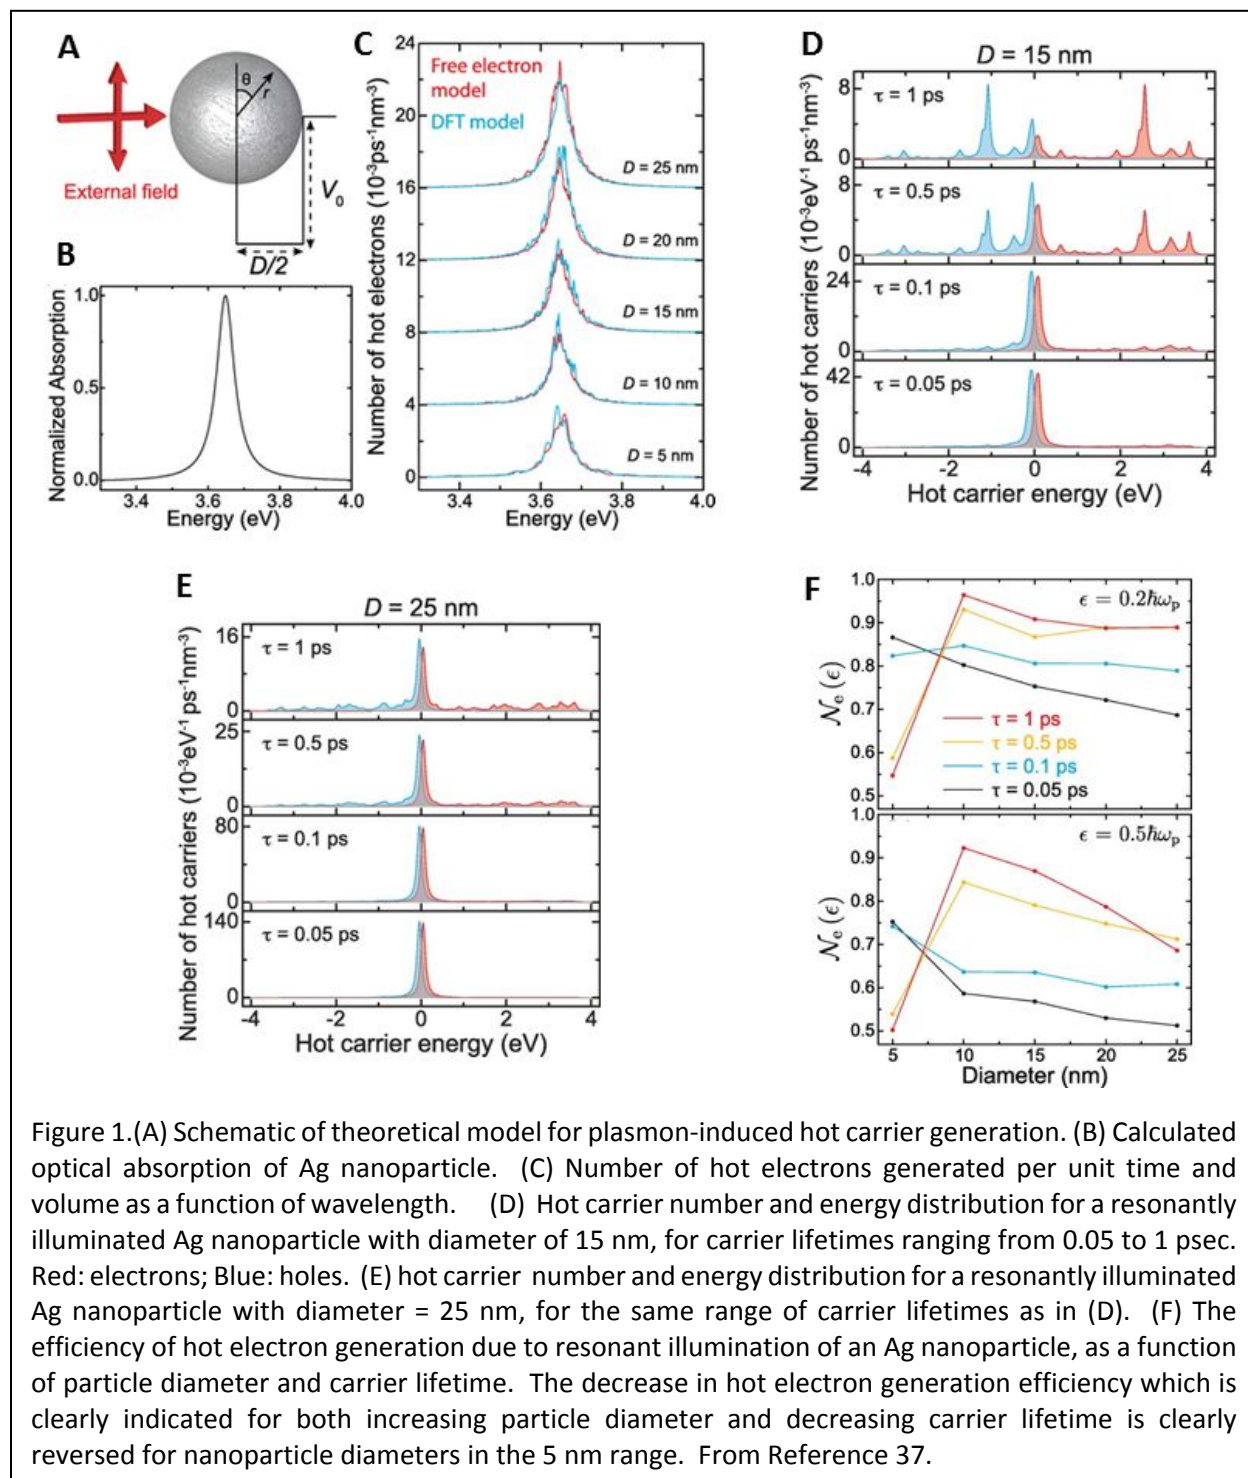 A
θ
r
External field
V₀
D/2
B
Normalized Absorption
1.0
0.5
0.0
3.4
3.6
3.8
4.0
Energy (eV)
C
Number of hot electrons (10⁻³ps⁻¹nm⁻³)
24
20
16
12
8
4
0
Free electron
model
DFT model
D = 25 nm
D = 20 nm
D = 15 nm
D = 10 nm
D = 5 nm
3.4
3.6
3.8
4.0
Energy (eV)
D
D = 15 nm
Number of hot carriers (10⁻³eV⁻¹ ps⁻¹nm⁻³)
8
0
τ = 1 ps
8
0
τ = 0.5 ps
24
0
τ = 0.1 ps
42
0
τ = 0.05 ps
-4
-2
0
2
4
Hot carrier energy (eV)
E
D = 25 nm
Number of hot carriers (10⁻³eV⁻¹ ps⁻¹nm⁻³)
16
0
τ = 1 ps
25
0
τ = 0.5 ps
80
0
τ = 0.1 ps
140
0
τ = 0.05 ps
-4
-2
0
2
4
Hot carrier energy (eV)
F
1.0
0.9
0.8
0.7
0.6
0.5
𝒩ₑ(ϵ)
ϵ = 0.2ℏωₚ
τ = 1 ps
τ = 0.5 ps
τ = 0.1 ps
τ = 0.05 ps
1.0
0.9
0.8
0.7
0.6
0.5
𝒩ₑ(ϵ)
ϵ = 0.5ℏωₚ
5
10
15
20
25
Diameter (nm)
Figure 1.(A) Schematic of theoretical model for plasmon-induced hot carrier generation. (B) Calculated
optical absorption of Ag nanoparticle. (C) Number of hot electrons generated per unit time and
volume as a function of wavelength. (D) Hot carrier number and energy distribution for a resonantly
illuminated Ag nanoparticle with diameter of 15 nm, for carrier lifetimes ranging from 0.05 to 1 psec.
Red: electrons; Blue: holes. (E) hot carrier number and energy distribution for a resonantly illuminated
Ag nanoparticle with diameter = 25 nm, for the same range of carrier lifetimes as in (D). (F) The
efficiency of hot electron generation due to resonant illumination of an Ag nanoparticle, as a function
of particle diameter and carrier lifetime. The decrease in hot electron generation efficiency which is
clearly indicated for both increasing particle diameter and decreasing carrier lifetime is clearly
reversed for nanoparticle diameters in the 5 nm range. From Reference 37.